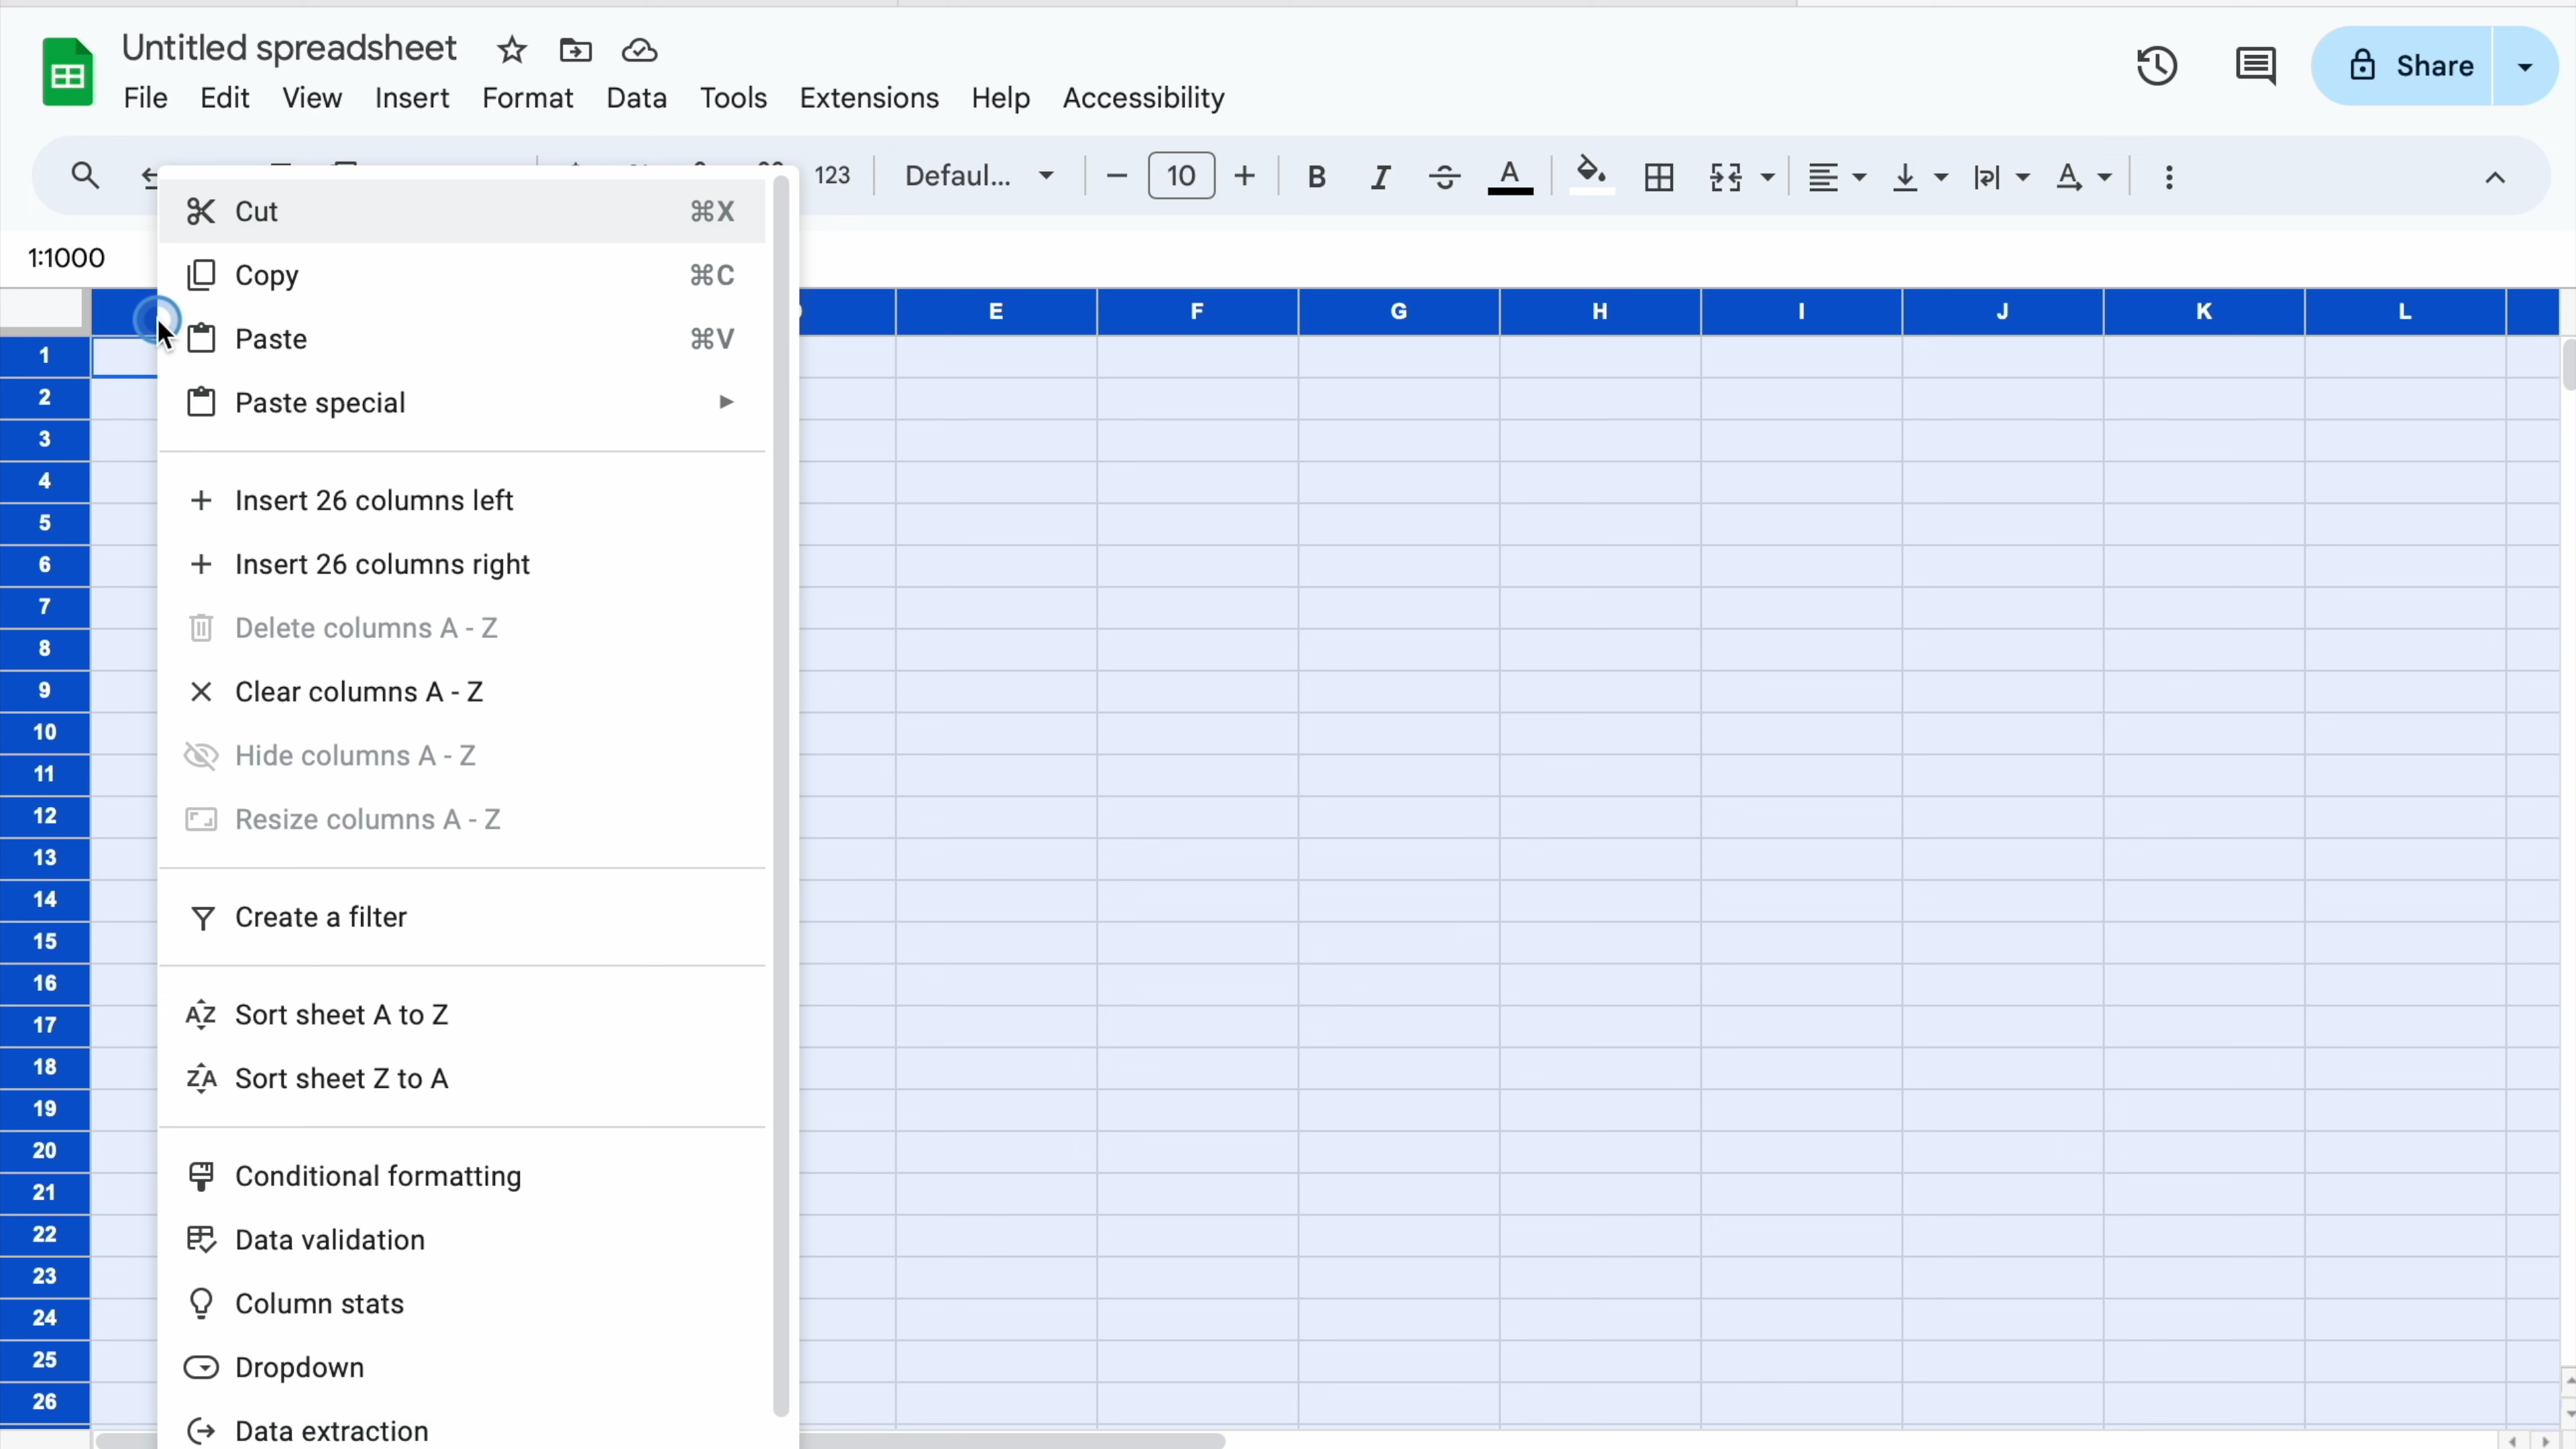 Untitled spreadsheet
File Edit View Insert Format Data Tools Extensions Help Accessibility
Share
123 Defaul... 10 B I A A
1:1000
Cut ⌘X
Copy ⌘C
Paste ⌘V
Paste special
Insert 26 columns left
Insert 26 columns right
Delete columns A - Z
Clear columns A - Z
Hide columns A - Z
Resize columns A - Z
Create a filter
Sort sheet A to Z
Sort sheet Z to A
Conditional formatting
Data validation
Column stats
Dropdown
Data extraction
E F G H I J K L
1
2
3
4
5
6
7
8
9
10
11
12
13
14
15
16
17
18
19
20
21
22
23
24
25
26